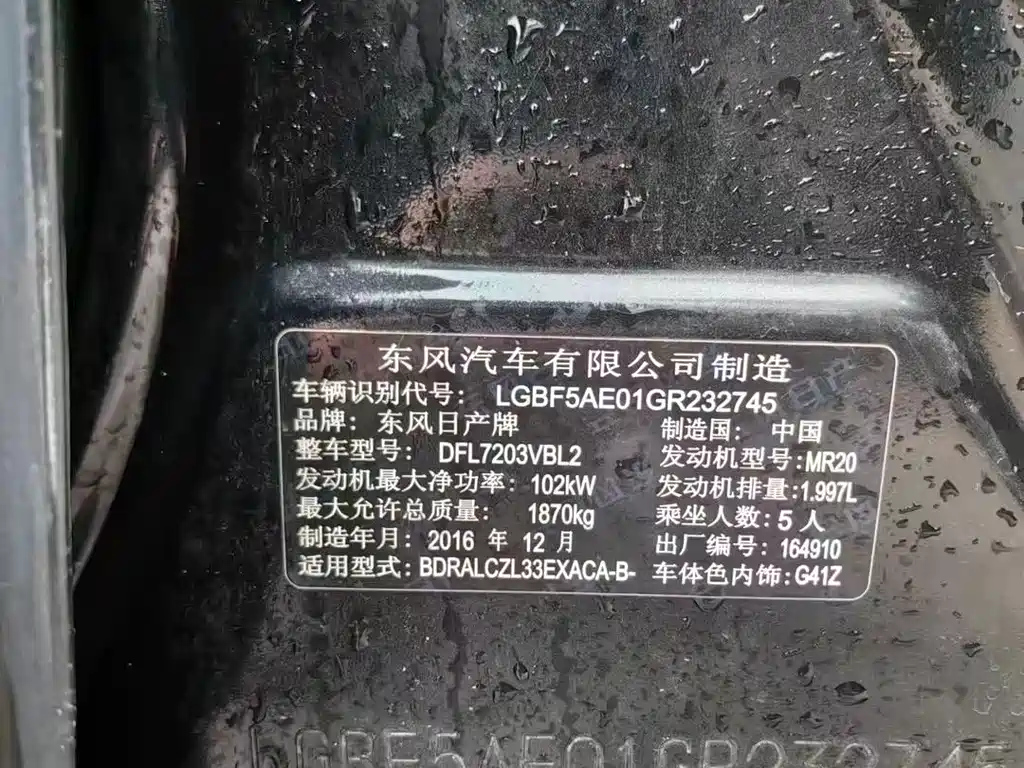 东风汽车有限公司制造
车辆识别代号: LGBF5AE01GR232745
品牌: 东风日产牌 制造国: 中国
整车型号: DFL7203VBL2 发动机型号:MR20
发动机最大净功率: 102kW 发动机排量:1.997L
最大允许总质量: 1870kg 乘坐人数:5人
制造年月: 2016 年 12 月 出厂编号: 164910
适用型式: BDRALCZL33EXACA-B- 车体色内饰:G41Z
LGBF5AE01GR232745